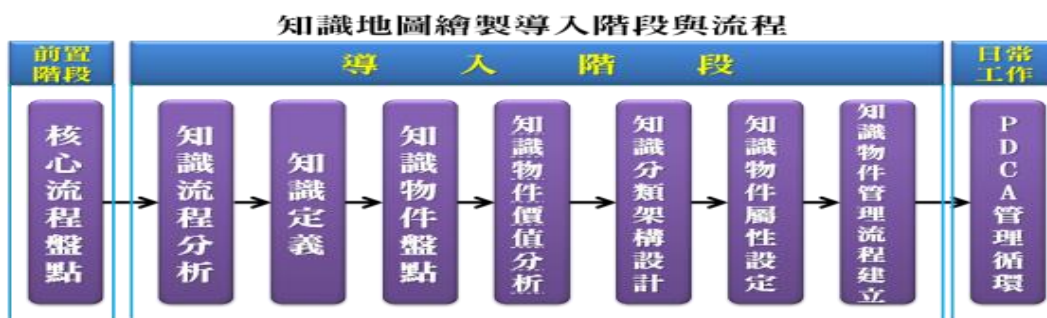 知識地圖繪製導入階段與流程
前置
階段
導入階段
日常
工作
核心流程盤點
知識流程分析
知識定義
知識物件盤點
知識物件價值分析
知識分類架構設計
知識物件屬性設定
知識物件管理流程建立
PDCA管理循環